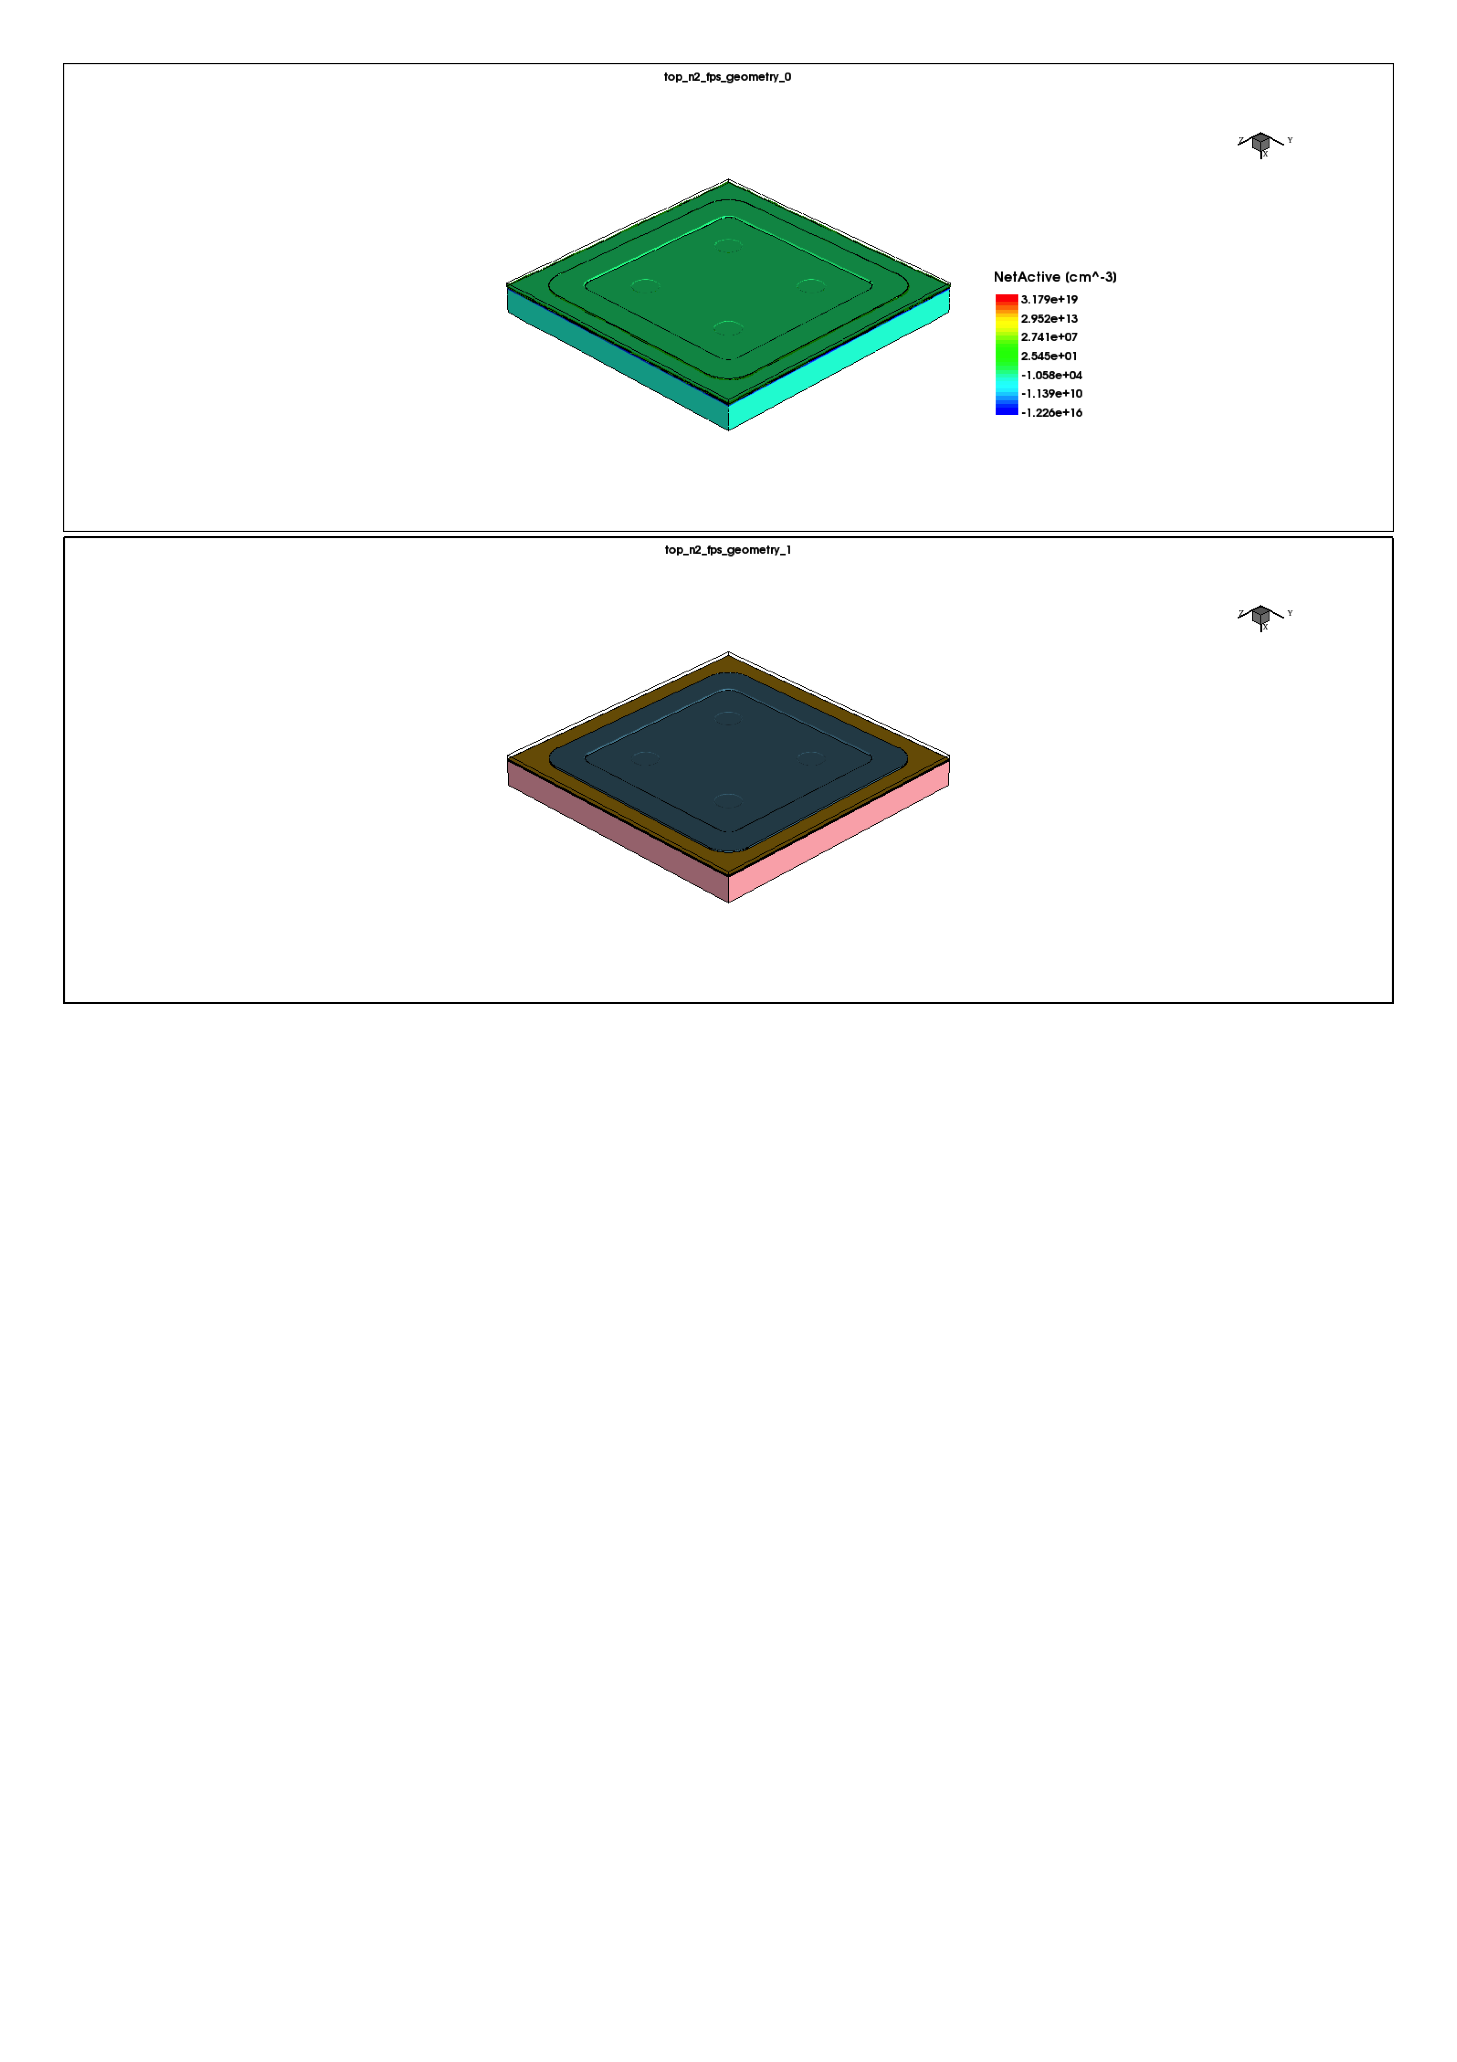 top_n2_fps_geometry_0
Z
Y
X
NetActive (cm^-3)
3.179e+19
2.952e+13
2.741e+07
2.545e+01
-1.058e+04
-1.139e+10
-1.226e+16
top_n2_fps_geometry_1
Z
Y
X